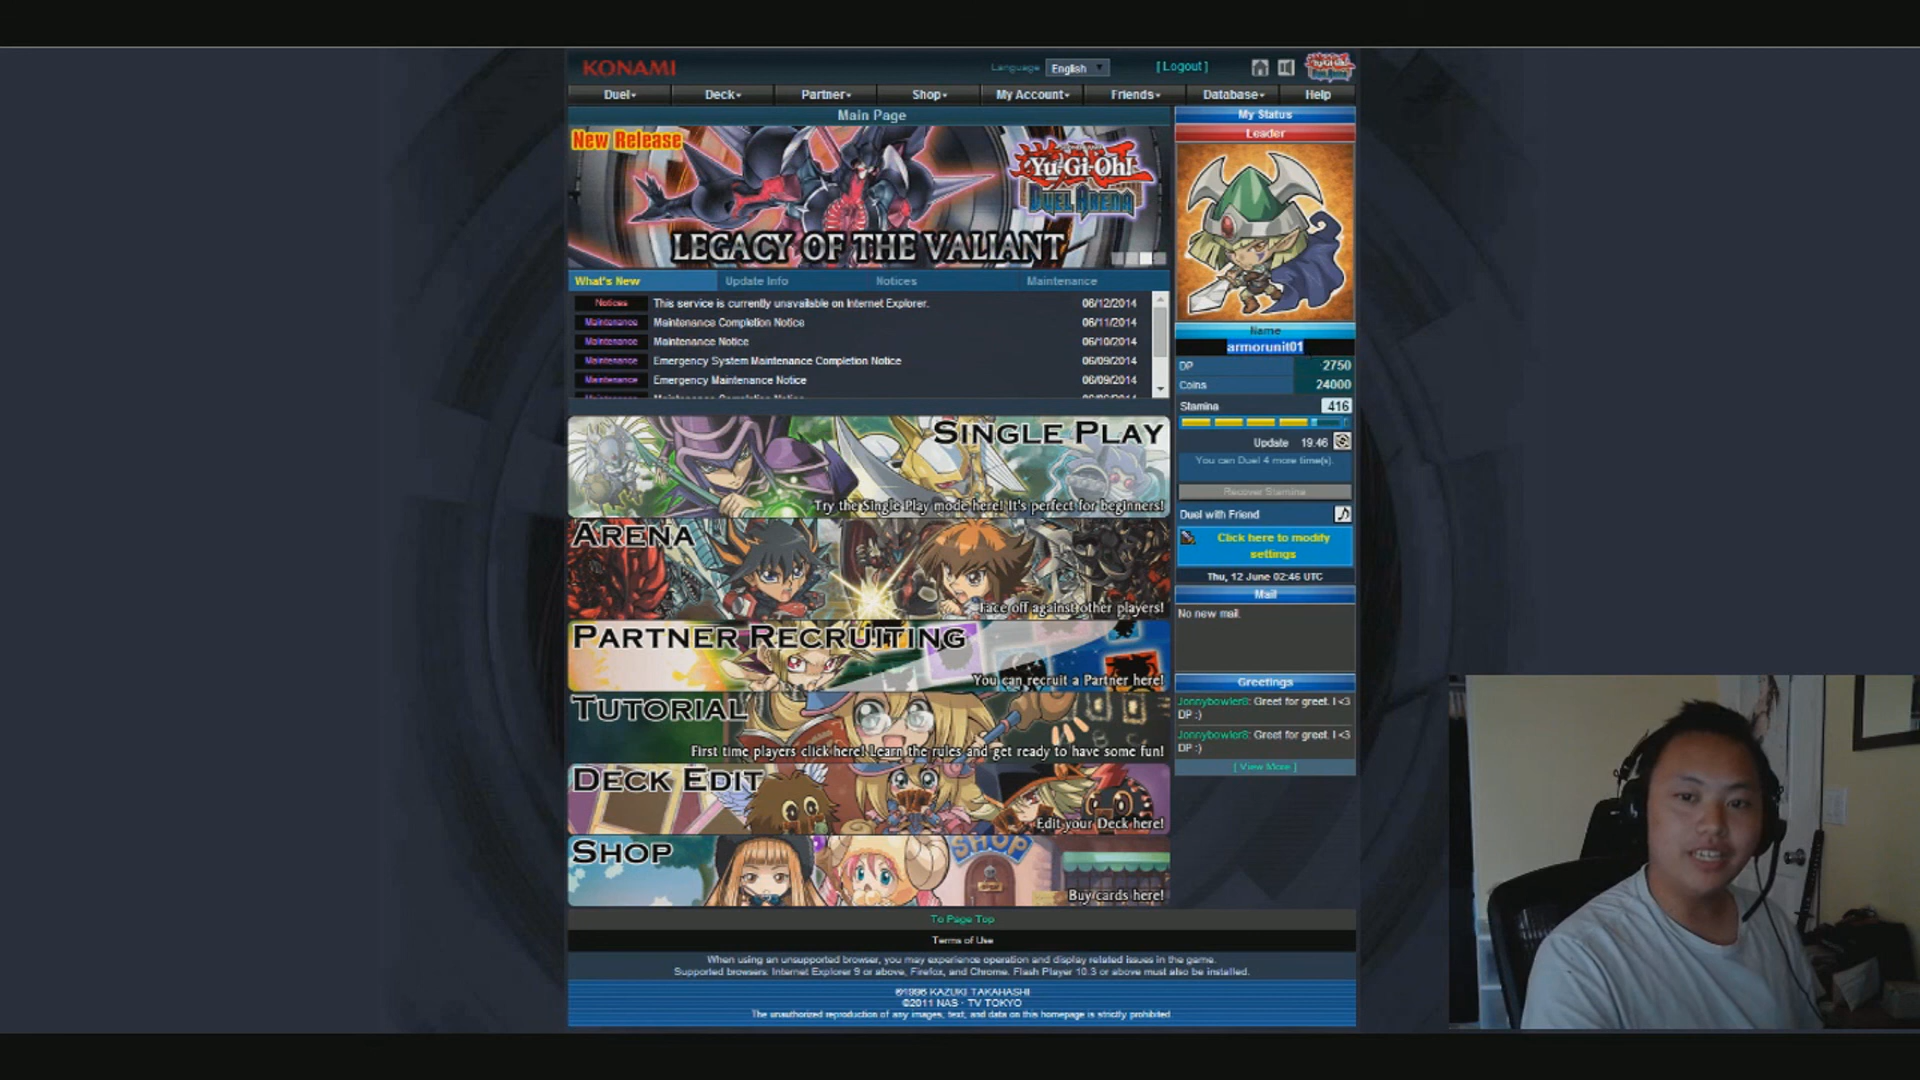 KONAMI
Language English [ Logout ]
Yu-Gi-Oh!
Duel Deck Partner Shop My Account Friends Database Help
Main Page
New Release
Yu-Gi-Oh!
DUEL ARENA
LEGACY OF THE VALIANT
What's New Update Info Notices Maintenance
Notices This service is currently unavailable on Internet Explorer. 06/12/2014
Maintenance Maintenance Completion Notice 06/11/2014
Maintenance Maintenance Notice 06/10/2014
Maintenance Emergency System Maintenance Completion Notice 06/09/2014
Maintenance Emergency Maintenance Notice 06/09/2014
SINGLE PLAY
Try the Single Play mode here! It's perfect for beginners!
ARENA
Face off against other players!
PARTNER RECRUITING
You can recruit a Partner here!
TUTORIAL
First time players click here! Learn the rules and get ready to have some fun!
DECK EDIT
Edit your Deck here!
SHOP
SHOP
Buy cards here!
My Status
Leader
Name
armorunit01
DP 2750
Coins 24000
Stamina 416
Update 19:46
You can Duel 4 more time(s).
Recover Stamina
Duel with Friend
Click here to modify
settings
Thu, 12 June 02:46 UTC
Mail
No new mail.
Greetings
Jonnybowler8: Greet for greet. I <3
DP :)
Jonnybowler8: Greet for greet. I <3
DP :)
[ View More ]
To Page Top
Terms of Use
When using an unsupported browser, you may experience operation and display related issues in the game.
Supported browsers: Internet Explorer 9 or above, Firefox, and Chrome. Flash Player 10.3 or above must also be installed.
©1996 KAZUKI TAKAHASHI
©2011 NAS · TV TOKYO
The unauthorized reproduction of any images, text, and data on this homepage is strictly prohibited.